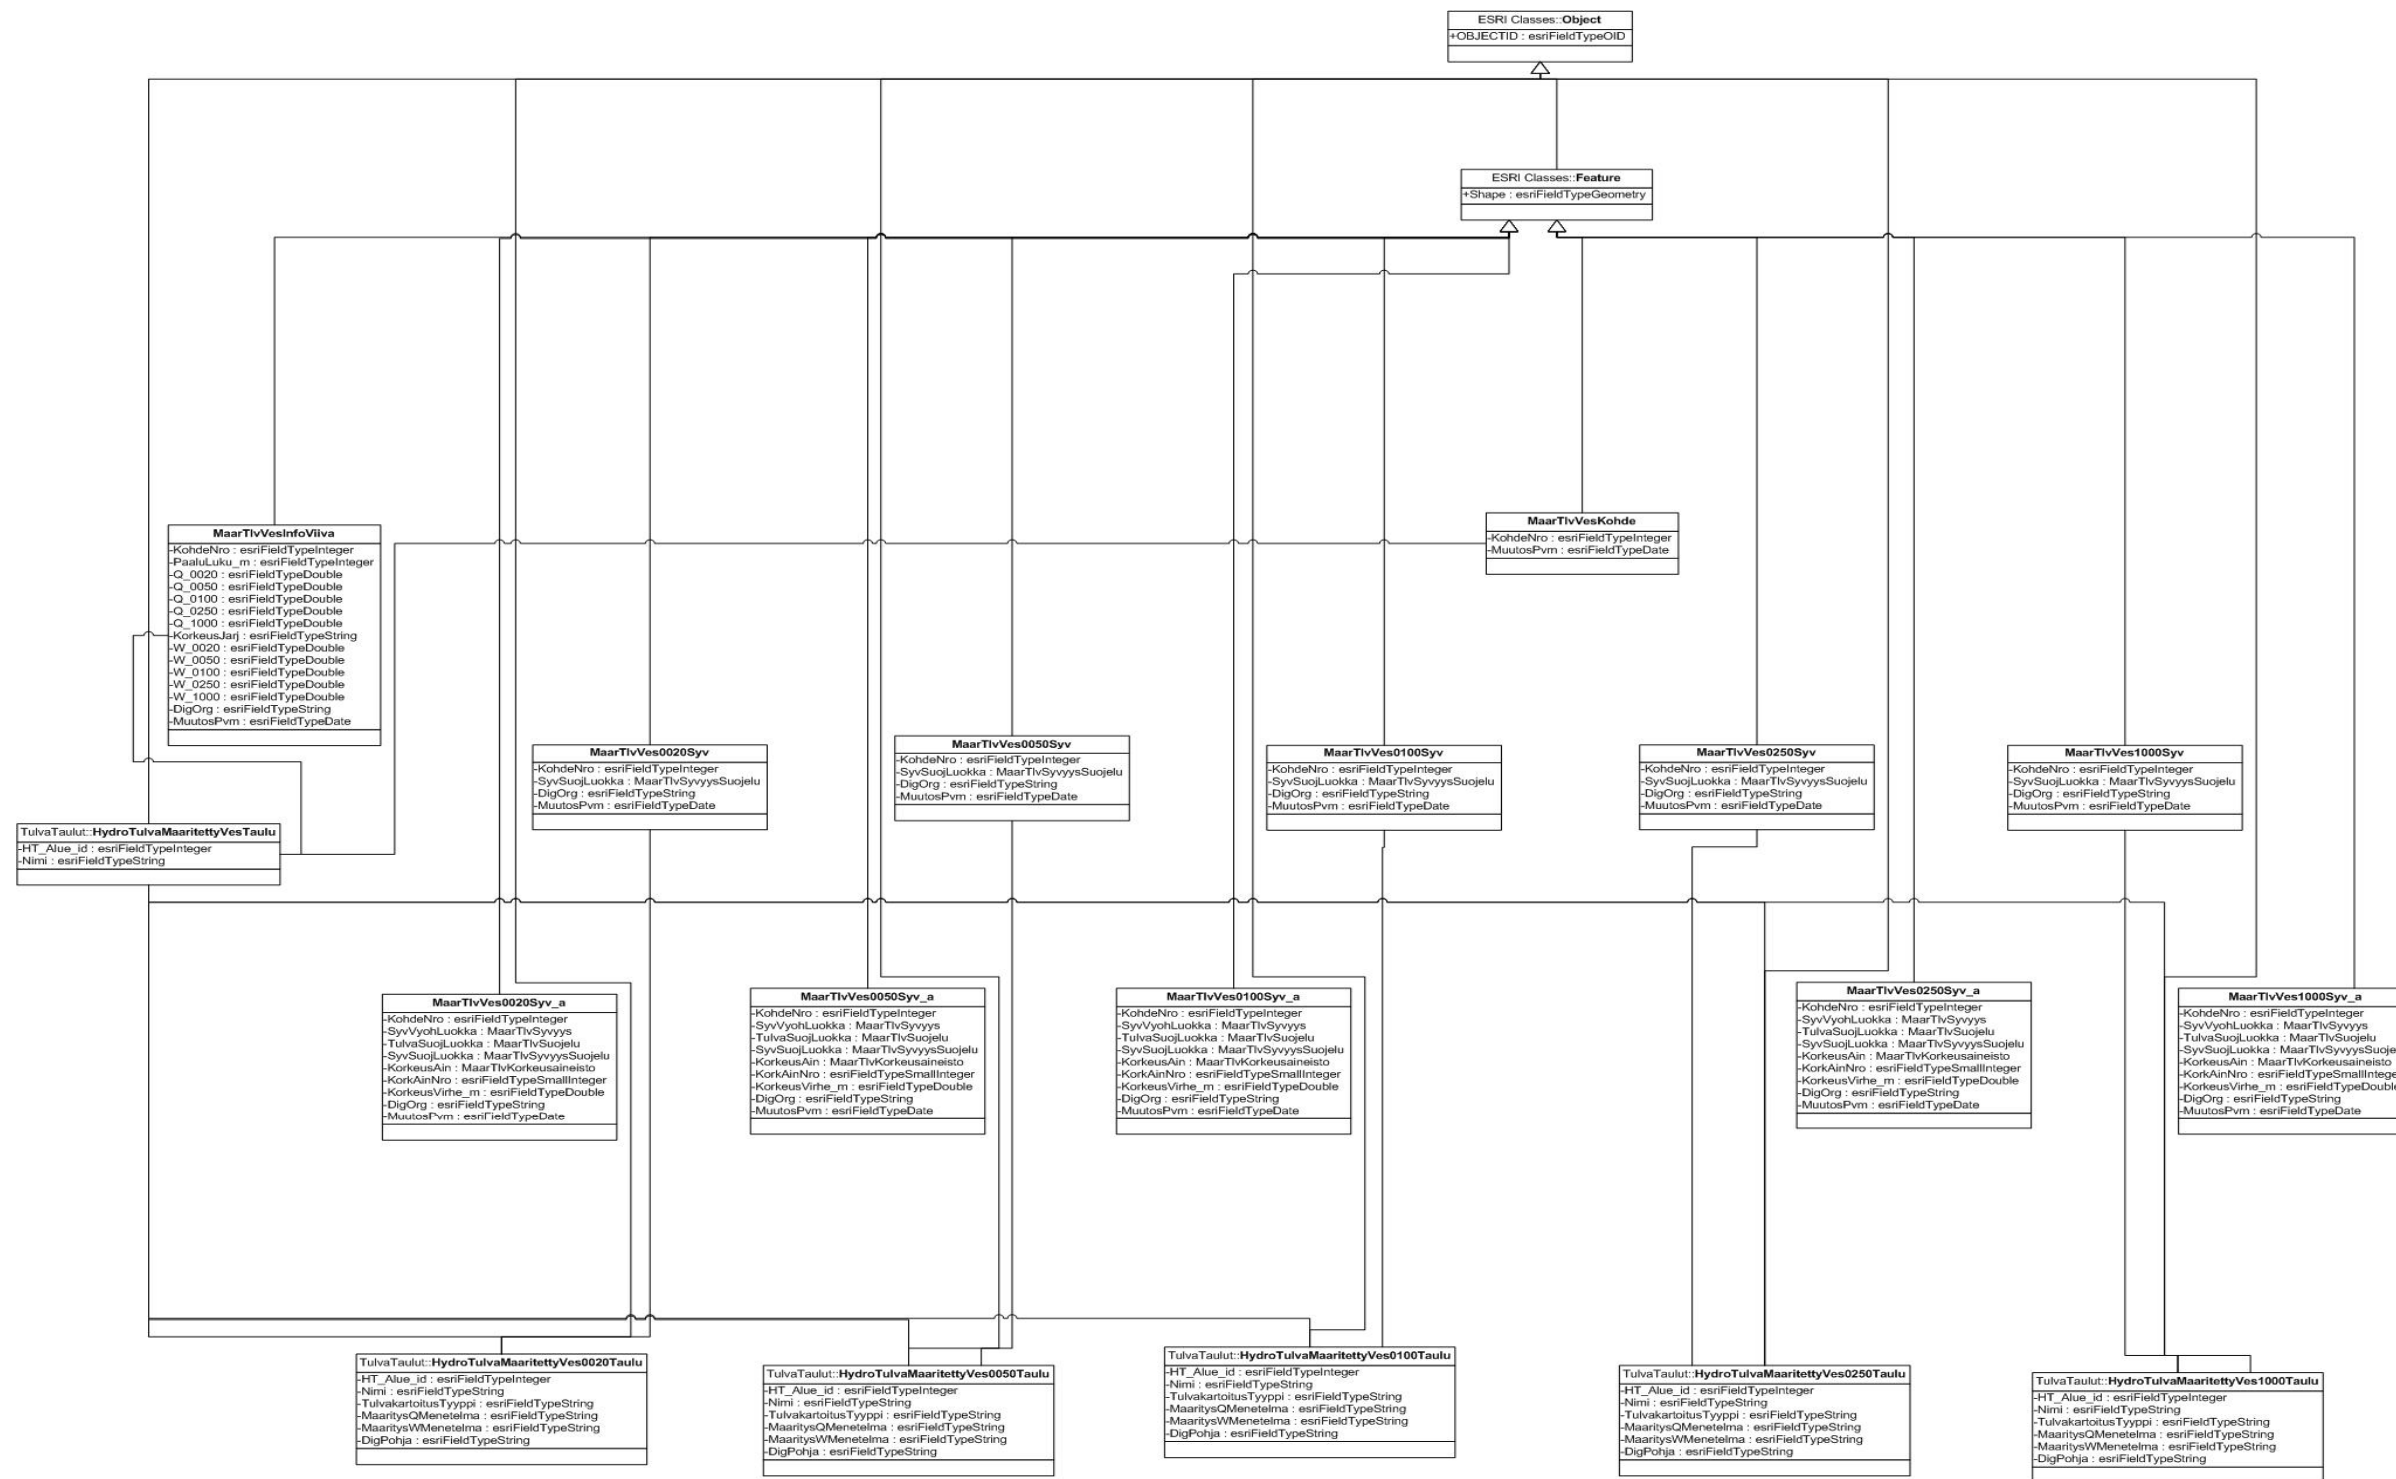 ESRI Classes::Object
+OBJECTID : esriFieldTypeOID
ESRI Classes::Feature
+Shape : esriFieldTypeGeometry
MaarTlvVesInfoViiva
-KohdeNro : esriFieldTypeInteger
-PaaluLuku_m : esriFieldTypeInteger
-Q_0020 : esriFieldTypeDouble
-Q_0050 : esriFieldTypeDouble
-Q_0100 : esriFieldTypeDouble
-Q_0250 : esriFieldTypeDouble
-Q_1000 : esriFieldTypeDouble
-KorkeusJarj : esriFieldTypeString
-W_0020 : esriFieldTypeDouble
-W_0050 : esriFieldTypeDouble
-W_0100 : esriFieldTypeDouble
-W_0250 : esriFieldTypeDouble
-W_1000 : esriFieldTypeDouble
-DigOrg : esriFieldTypeString
-MuutosPvm : esriFieldTypeDate
MaarTlvVesKohde
-KohdeNro : esriFieldTypeInteger
-MuutosPvm : esriFieldTypeDate
MaarTlvVes0020Syv
-KohdeNro : esriFieldTypeInteger
-SyvSuojLuokka : MaarTlvSyvyysSuojelu
-DigOrg : esriFieldTypeString
-MuutosPvm : esriFieldTypeDate
MaarTlvVes0050Syv
-KohdeNro : esriFieldTypeInteger
-SyvSuojLuokka : MaarTlvSyvyysSuojelu
-DigOrg : esriFieldTypeString
-MuutosPvm : esriFieldTypeDate
MaarTlvVes0100Syv
-KohdeNro : esriFieldTypeInteger
-SyvSuojLuokka : MaarTlvSyvyysSuojelu
-DigOrg : esriFieldTypeString
-MuutosPvm : esriFieldTypeDate
MaarTlvVes0250Syv
-KohdeNro : esriFieldTypeInteger
-SyvSuojLuokka : MaarTlvSyvyysSuojelu
-DigOrg : esriFieldTypeString
-MuutosPvm : esriFieldTypeDate
MaarTlvVes1000Syv
-KohdeNro : esriFieldTypeInteger
-SyvSuojLuokka : MaarTlvSyvyysSuojelu
-DigOrg : esriFieldTypeString
-MuutosPvm : esriFieldTypeDate
TulvaTaulut::HydroTulvaMaaritettyVesTaulu
-HT_Alue_id : esriFieldTypeInteger
-Nimi : esriFieldTypeString
MaarTlvVes0020Syv_a
-KohdeNro : esriFieldTypeInteger
-SyvVyohLuokka : MaarTlvSyvyys
-TulvaSuojLuokka : MaarTlvSuojelu
-SyvSuojLuokka : MaarTlvSyvyysSuojelu
-KorkeusAin : MaarTlvKorkeusaineisto
-KorkAinNro : esriFieldTypeSmallInteger
-KorkeusVirhe_m : esriFieldTypeDouble
-DigOrg : esriFieldTypeString
-MuutosPvm : esriFieldTypeDate
MaarTlvVes0050Syv_a
-KohdeNro : esriFieldTypeInteger
-SyvVyohLuokka : MaarTlvSyvyys
-TulvaSuojLuokka : MaarTlvSuojelu
-SyvSuojLuokka : MaarTlvSyvyysSuojelu
-KorkeusAin : MaarTlvKorkeusaineisto
-KorkAinNro : esriFieldTypeSmallInteger
-KorkeusVirhe_m : esriFieldTypeDouble
-DigOrg : esriFieldTypeString
-MuutosPvm : esriFieldTypeDate
MaarTlvVes0100Syv_a
-KohdeNro : esriFieldTypeInteger
-SyvVyohLuokka : MaarTlvSyvyys
-TulvaSuojLuokka : MaarTlvSuojelu
-SyvSuojLuokka : MaarTlvSyvyysSuojelu
-KorkeusAin : MaarTlvKorkeusaineisto
-KorkAinNro : esriFieldTypeSmallInteger
-KorkeusVirhe_m : esriFieldTypeDouble
-DigOrg : esriFieldTypeString
-MuutosPvm : esriFieldTypeDate
MaarTlvVes0250Syv_a
-KohdeNro : esriFieldTypeInteger
-SyvVyohLuokka : MaarTlvSyvyys
-TulvaSuojLuokka : MaarTlvSuojelu
-SyvSuojLuokka : MaarTlvSyvyysSuojelu
-KorkeusAin : MaarTlvKorkeusaineisto
-KorkAinNro : esriFieldTypeSmallInteger
-KorkeusVirhe_m : esriFieldTypeDouble
-DigOrg : esriFieldTypeString
-MuutosPvm : esriFieldTypeDate
MaarTlvVes1000Syv_a
-KohdeNro : esriFieldTypeInteger
-SyvVyohLuokka : MaarTlvSyvyys
-TulvaSuojLuokka : MaarTlvSuojelu
-SyvSuojLuokka : MaarTlvSyvyysSuoje
-KorkeusAin : MaarTlvKorkeusaineisto
-KorkAinNro : esriFieldTypeSmallIntege
-KorkeusVirhe_m : esriFieldTypeDouble
-DigOrg : esriFieldTypeString
-MuutosPvm : esriFieldTypeDate
TulvaTaulut::HydroTulvaMaaritettyVes0020Taulu
-HT_Alue_id : esriFieldTypeInteger
-Nimi : esriFieldTypeString
-TulvakartoitusTyyppi : esriFieldTypeString
-MaaritysQMenetelma : esriFieldTypeString
-MaaritysWMenetelma : esriFieldTypeString
-DigPohja : esriFieldTypeString
TulvaTaulut::HydroTulvaMaaritettyVes0050Taulu
-HT_Alue_id : esriFieldTypeInteger
-Nimi : esriFieldTypeString
-TulvakartoitusTyyppi : esriFieldTypeString
-MaaritysQMenetelma : esriFieldTypeString
-MaaritysWMenetelma : esriFieldTypeString
-DigPohja : esriFieldTypeString
TulvaTaulut::HydroTulvaMaaritettyVes0100Taulu
-HT_Alue_id : esriFieldTypeInteger
-Nimi : esriFieldTypeString
-TulvakartoitusTyyppi : esriFieldTypeString
-MaaritysQMenetelma : esriFieldTypeString
-MaaritysWMenetelma : esriFieldTypeString
-DigPohja : esriFieldTypeString
TulvaTaulut::HydroTulvaMaaritettyVes0250Taulu
-HT_Alue_id : esriFieldTypeInteger
-Nimi : esriFieldTypeString
-TulvakartoitusTyyppi : esriFieldTypeString
-MaaritysQMenetelma : esriFieldTypeString
-MaaritysWMenetelma : esriFieldTypeString
-DigPohja : esriFieldTypeString
TulvaTaulut::HydroTulvaMaaritettyVes1000Taulu
-HT_Alue_id : esriFieldTypeInteger
-Nimi : esriFieldTypeString
-TulvakartoitusTyyppi : esriFieldTypeString
-MaaritysQMenetelma : esriFieldTypeString
-MaaritysWMenetelma : esriFieldTypeString
-DigPohja : esriFieldTypeString